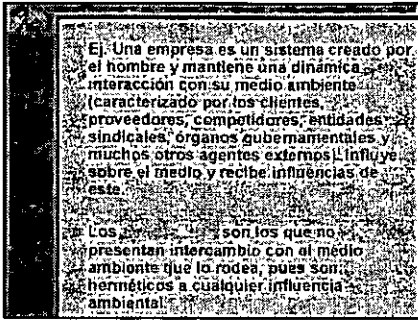 Ej. Una empresa es un sistema creado por
el hombre y mantiene una dinámica
interacción con su medio ambiente
(caracterizado por los clientes,
proveedores, competidores, entidades
sindicales, órganos gubernamentales y
muchos otros agentes externos). Influye
sobre el medio y recibe influencias de
este.
Los son los que no
presentan intercambio con el medio
ambiente que lo rodea, pues son
herméticos a cualquier influencia
ambiental.